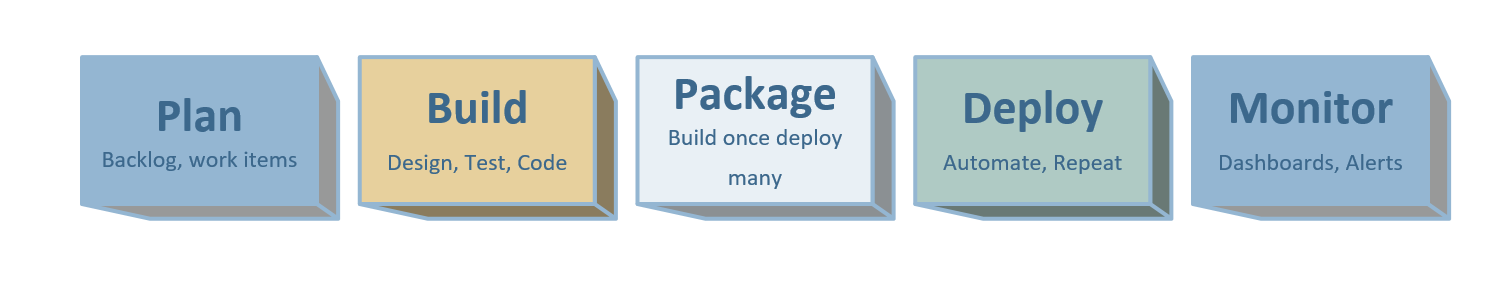 Plan
Backlog, work items
Build
Design, Test, Code
Package
Build once deploy
many
Deploy
Automate, Repeat
Monitor
Dashboards, Alerts